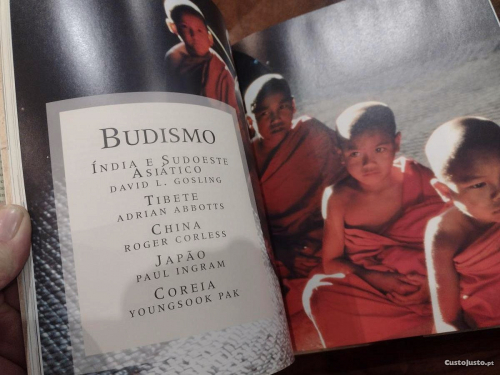 BUDISMO
ÍNDIA E SUDOESTE
ASIÁTICO
DAVID L. GOSLING
TIBETE
ADRIAN ABBOTTS
CHINA
ROGER CORLESS
JAPÃO
PAUL INGRAM
COREIA
YOUNGSOOK PAK
CustoJusto.pt